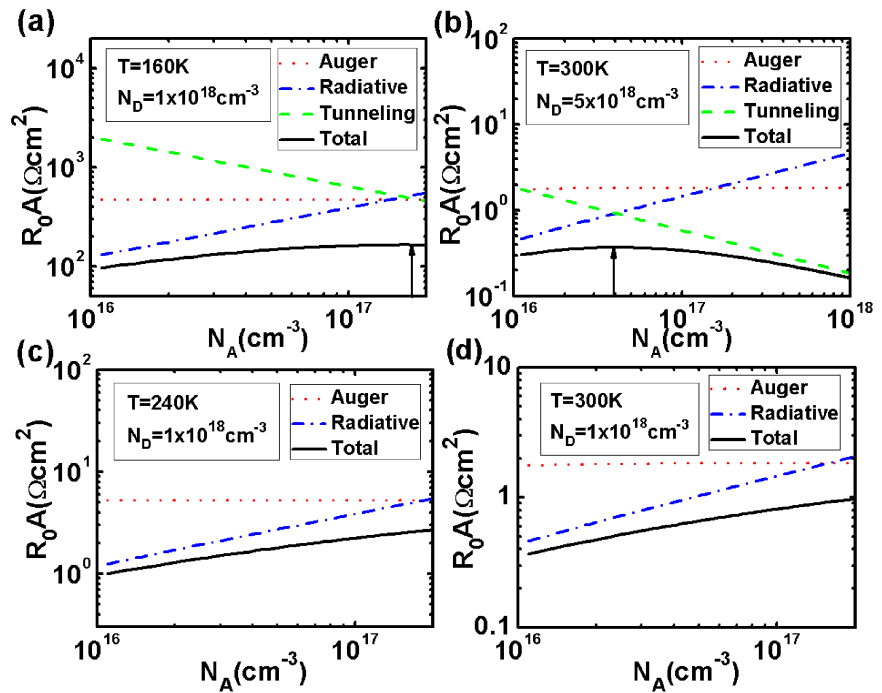 (a)
T=160K
N_D=1x10^18cm^-3
Auger
Radiative
Tunneling
Total
R_0A(Ωcm^2)
10^4
10^3
10^2
10^16
10^17
N_A(cm^-3)
(b)
T=300K
N_D=5x10^18cm^-3
Auger
Radiative
Tunneling
Total
R_0A(Ωcm^2)
10^2
10^1
10^0
10^-1
10^16
10^17
10^18
N_A(cm^-3)
(c)
T=240K
N_D=1x10^18cm^-3
Auger
Radiative
Total
R_0A(Ωcm^2)
10^2
10^1
10^0
10^16
10^17
N_A(cm^-3)
(d)
T=300K
N_D=1x10^18cm^-3
Auger
Radiative
Total
R_0A(Ωcm^2)
10
1
0.1
10^16
10^17
N_A(cm^-3)